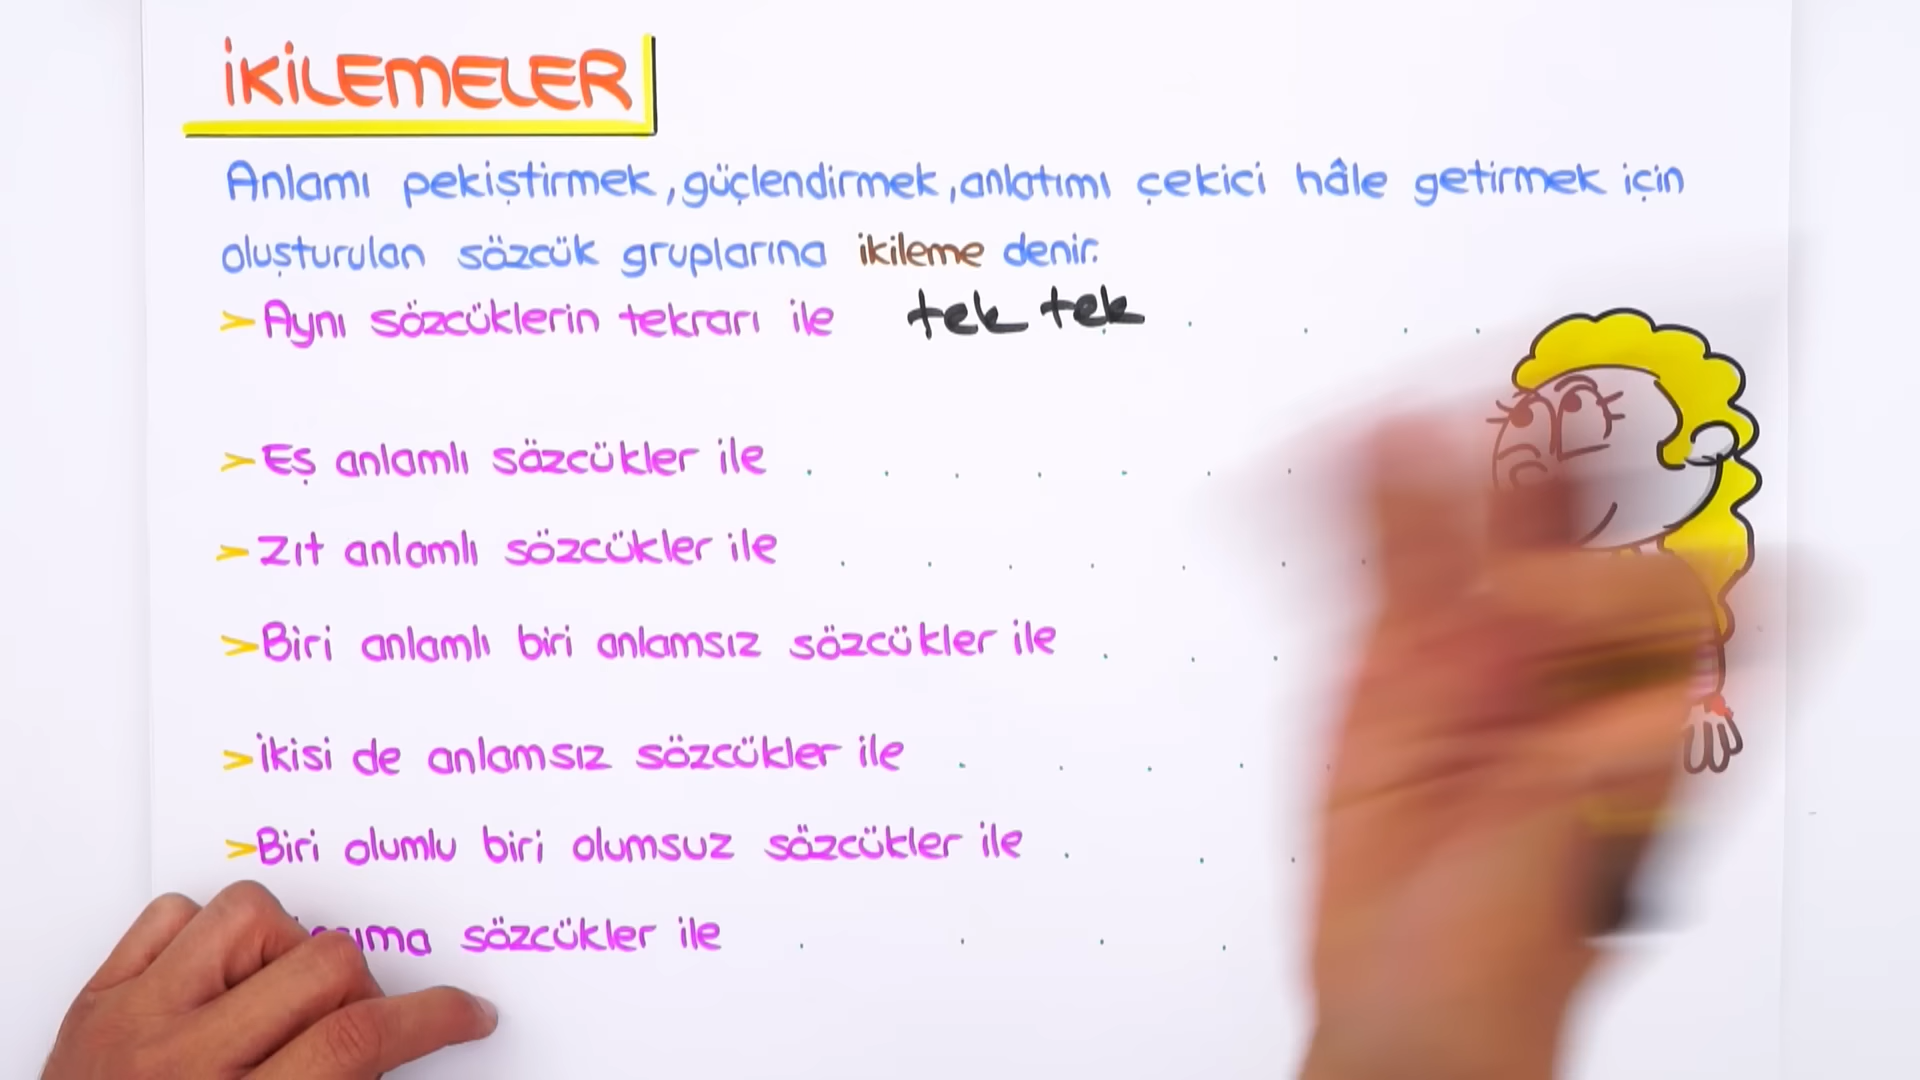 İKİLEMELER
Anlamı pekiştirmek, güçlendirmek, anlatımı çekici hâle getirmek için
oluşturulan sözcük gruplarına ikileme denir.
> Aynı sözcüklerin tekrarı ile tek tek
> Eş anlamlı sözcükler ile
> Zıt anlamlı sözcükler ile
> Biri anlamlı biri anlamsız sözcükler ile
> İkisi de anlamsız sözcükler ile
> Biri olumlu biri olumsuz sözcükler ile
sözcükler ile